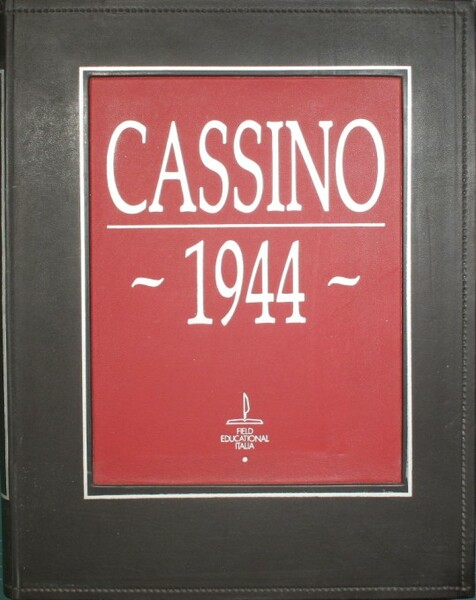 CASSINO
~ 1944 ~
FIELD
EDUCATIONAL
ITALIA